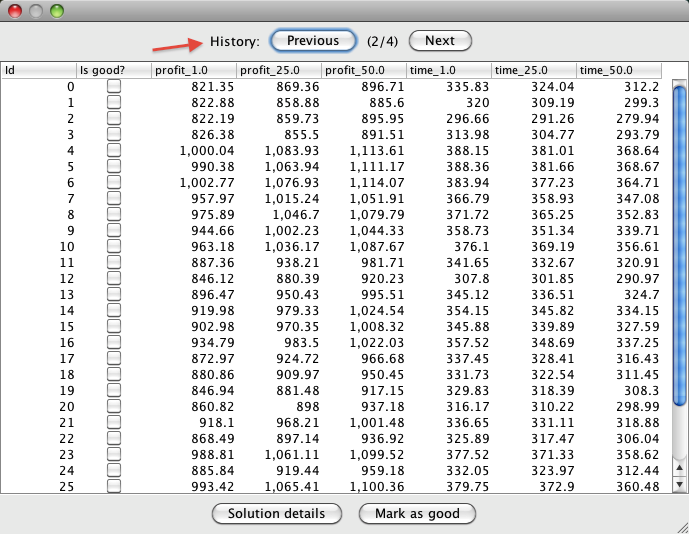 History: Previous (2/4) Next
Id Is good? profit_1.0 profit_25.0 profit_50.0 time_1.0 time_25.0 time_50.0
0 821.35 869.36 896.71 335.83 324.04 312.2
1 822.88 858.88 885.6 320 309.19 299.3
2 822.19 859.73 895.95 296.66 291.26 279.94
3 826.38 855.5 891.51 313.98 304.77 293.79
4 1,000.04 1,083.93 1,113.61 388.15 381.01 368.64
5 990.38 1,063.94 1,111.17 388.36 381.66 368.67
6 1,002.77 1,076.93 1,114.07 383.94 377.23 364.71
7 957.97 1,015.24 1,051.91 366.79 358.93 347.08
8 975.89 1,046.7 1,079.79 371.72 365.25 352.83
9 944.66 1,002.23 1,044.33 358.73 351.34 339.71
10 963.18 1,036.17 1,087.67 376.1 369.19 356.61
11 887.36 938.21 981.71 341.65 332.67 320.91
12 846.12 880.39 920.23 307.8 301.85 290.97
13 896.47 950.43 995.51 345.12 336.51 324.7
14 919.98 979.33 1,024.54 354.15 345.82 334.15
15 902.98 970.35 1,008.32 345.88 339.89 327.59
16 934.79 983.5 1,022.03 357.52 348.69 337.25
17 872.97 924.72 966.68 337.45 328.41 316.43
18 880.86 909.97 950.45 331.73 322.54 311.45
19 846.94 881.48 917.15 329.83 318.39 308.3
20 860.82 898 937.18 316.17 310.22 298.99
21 918.1 968.21 1,001.48 336.65 331.11 318.88
22 868.49 897.14 936.92 325.89 317.47 306.04
23 988.81 1,061.11 1,099.52 377.52 371.33 358.62
24 885.84 919.44 959.18 332.05 323.97 312.44
25 993.42 1,065.41 1,100.36 379.75 372.9 360.48
Solution details Mark as good